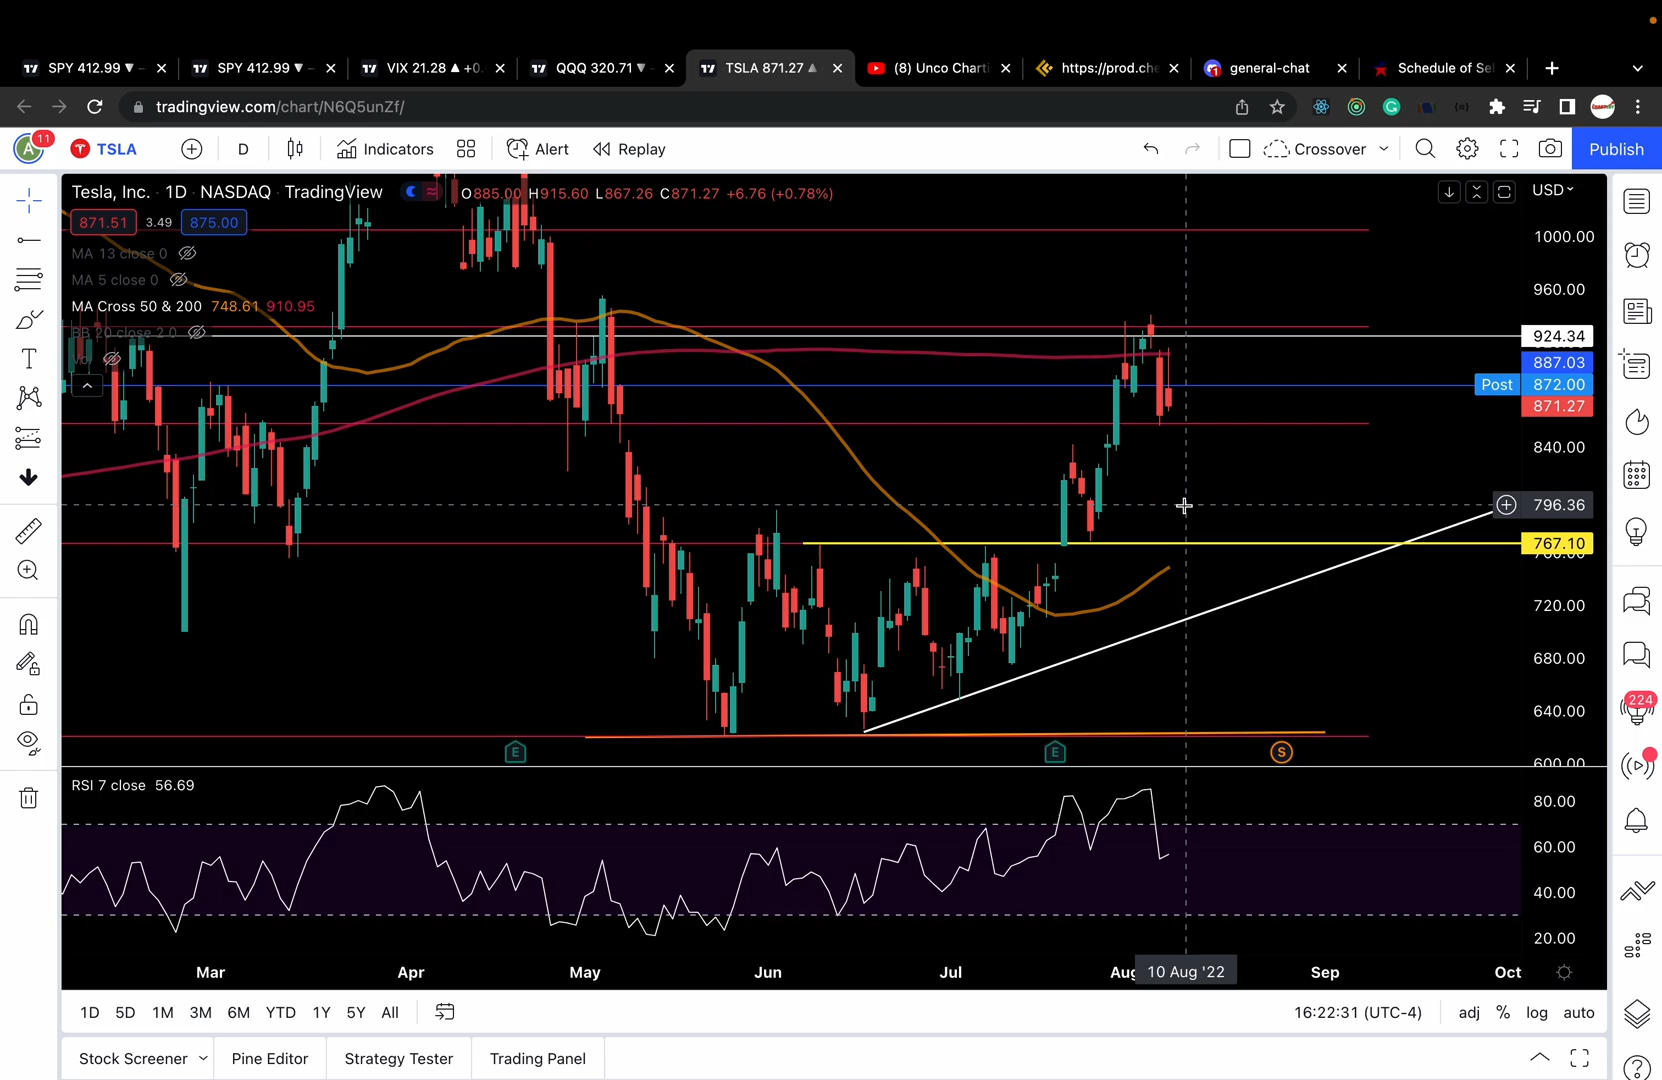 SPY 412.99 ▼ SPY 412.99 ▼ VIX 21.28 ▲ +0. QQQ 320.71 ▼ TSLA 871.27 ▲ (8) Unco Charti https://prod.che general-chat Schedule of Sel
tradingview.com/chart/N6Q5unZf/
A 11 TSLA D Indicators Alert Replay Crossover Publish
Tesla, Inc. · 1D · NASDAQ · TradingView O885.00 H915.60 L867.26 C871.27 +6.76 (+0.78%) USD
871.51 3.49 875.00
1000.00
MA 13 close 0
MA 5 close 0
960.00
MA Cross 50 & 200 748.61 910.95
BB 20 close 2 0
924.34
887.03
Post 872.00
871.27
840.00
796.36
767.10
720.00
680.00
640.00
600.00
E E S
224
RSI 7 close 56.69
80.00
60.00
40.00
20.00
Mar Apr May Jun Jul Aug 10 Aug '22 Sep Oct
1D 5D 1M 3M 6M YTD 1Y 5Y All 16:22:31 (UTC-4) adj % log auto
Stock Screener Pine Editor Strategy Tester Trading Panel